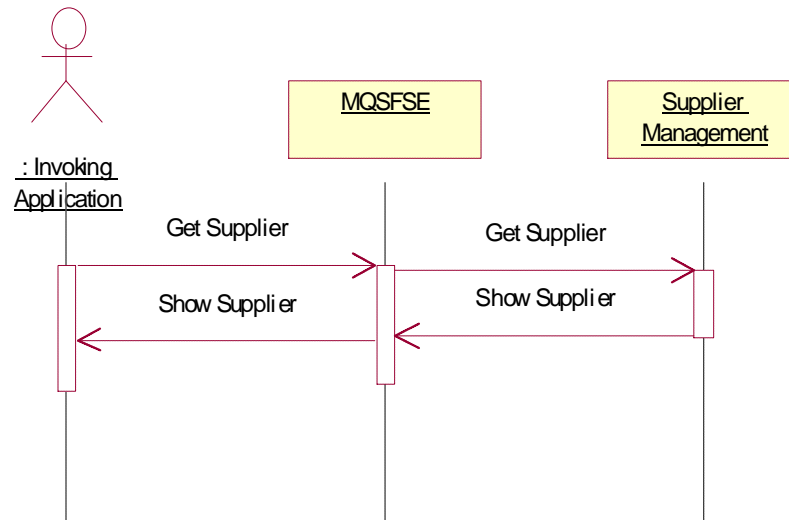 MQSFSE
Supplier
Management
: Invoking
Application
Get Supplier
Get Supplier
Show Supplier
Show Supplier